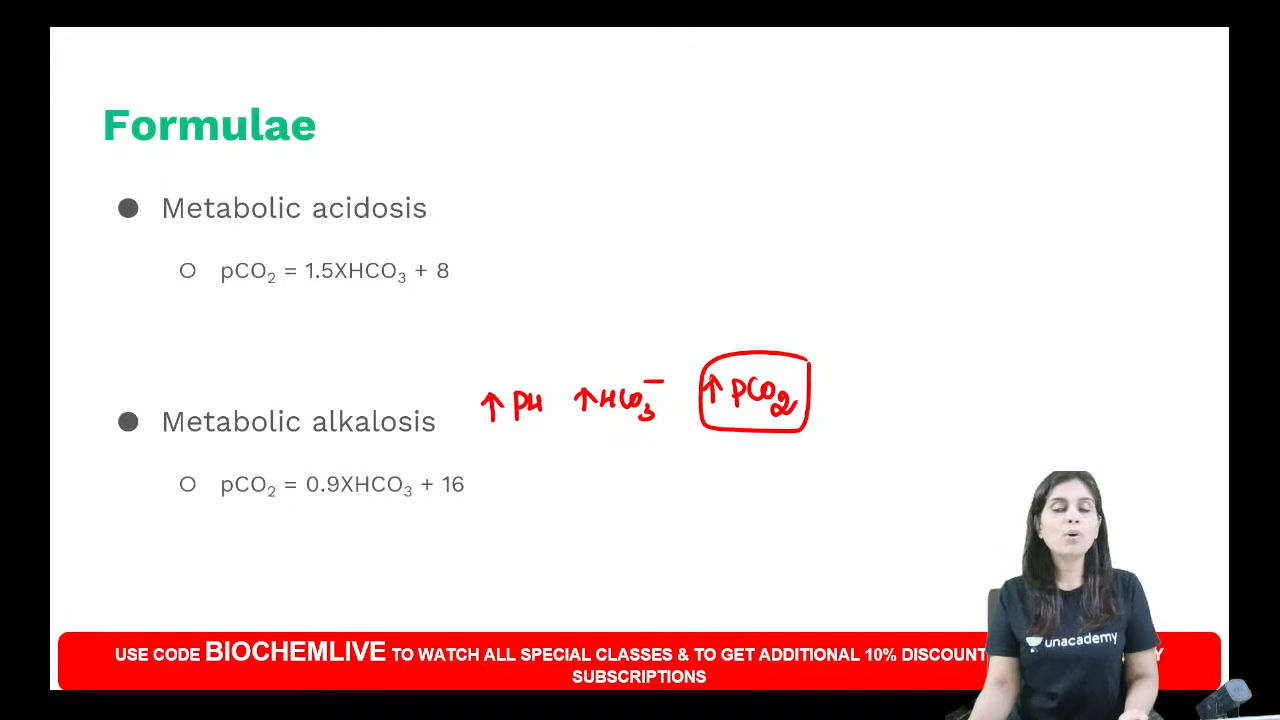 Formulae
● Metabolic acidosis
○ pCO₂ = 1.5XHCO₃ + 8
↑ PH ↑ HCO₃⁻ ↑ PCO₂
● Metabolic alkalosis
○ pCO₂ = 0.9XHCO₃ + 16
unacademy
USE CODE BIOCHEMLIVE TO WATCH ALL SPECIAL CLASSES & TO GET ADDITIONAL 10% DISCOUNT
SUBSCRIPTIONS